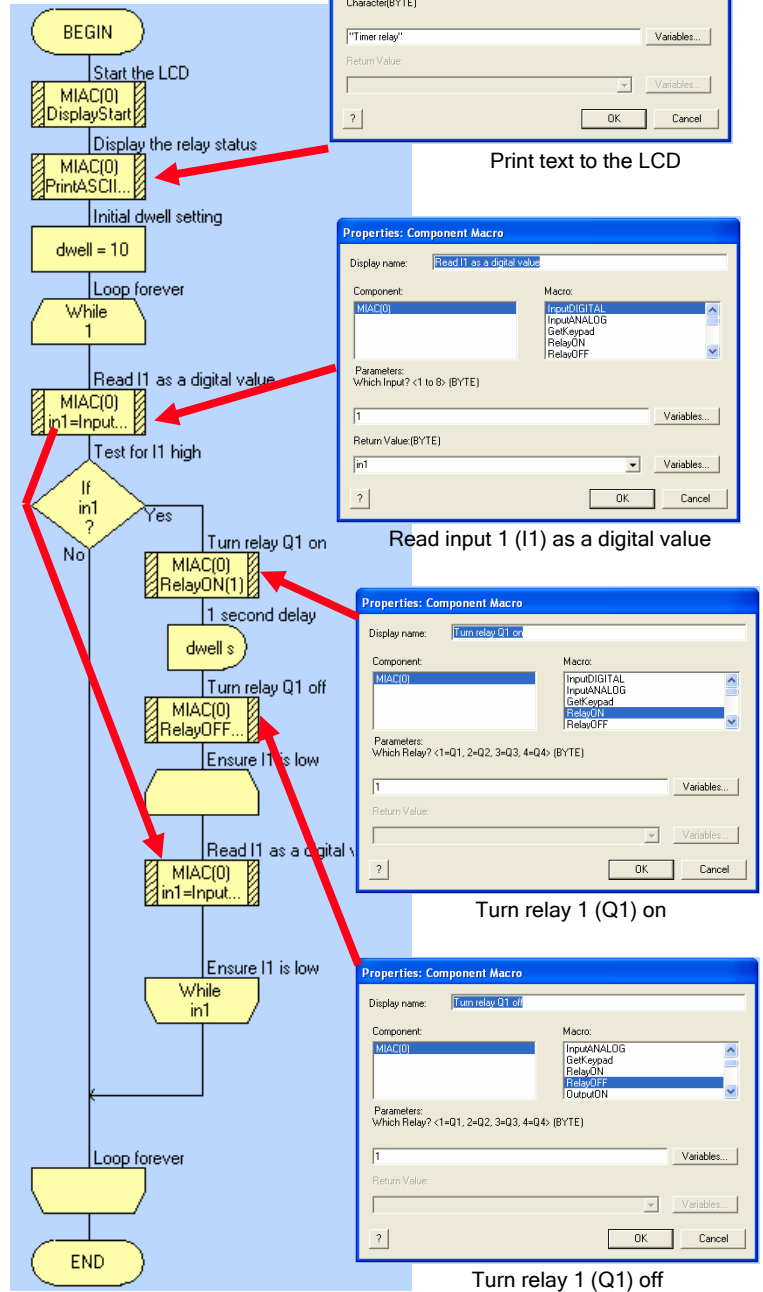 BEGIN
Start the LCD
MIAC(0)
DisplayStart
Display the relay status
MIAC(0)
PrintASCII...
Initial dwell setting
dwell = 10
Loop forever
While
1
Read I1 as a digital value
MIAC(0)
in1=Input...
Test for I1 high
If
in1
?
Yes
No
Turn relay Q1 on
MIAC(0)
RelayON(1)
1 second delay
dwell s
Turn relay Q1 off
MIAC(0)
RelayOFF...
Ensure I1 is low
Read I1 as a digital
MIAC(0)
in1=Input...
Ensure I1 is low
While
in1
Loop forever
END
Character(BYTE)
"Timer relay"
Variables...
Return Value:
Variables...
?
OK
Cancel
Print text to the LCD
Properties: Component Macro
Display name:
Read I1 as a digital value
Component:
Macro:
MIAC(0)
InputDIGITAL
InputANALOG
GetKeypad
RelayON
RelayOFF
Parameters:
Which Input? <1 to 8> (BYTE)
1
Variables...
Return Value:(BYTE)
in1
Variables...
?
OK
Cancel
Read input 1 (I1) as a digital value
Properties: Component Macro
Display name:
Turn relay Q1 on
Component:
Macro:
MIAC(0)
InputDIGITAL
InputANALOG
GetKeypad
RelayON
RelayOFF
Parameters:
Which Relay? <1=Q1, 2=Q2, 3=Q3, 4=Q4> (BYTE)
1
Variables...
Return Value:
Variables...
?
OK
Cancel
Turn relay 1 (Q1) on
Properties: Component Macro
Display name:
Turn relay Q1 off
Component:
Macro:
MIAC(0)
InputANALOG
GetKeypad
RelayON
RelayOFF
OutputON
Parameters:
Which Relay? <1=Q1, 2=Q2, 3=Q3, 4=Q4> (BYTE)
1
Variables...
Return Value:
Variables...
?
OK
Cancel
Turn relay 1 (Q1) off